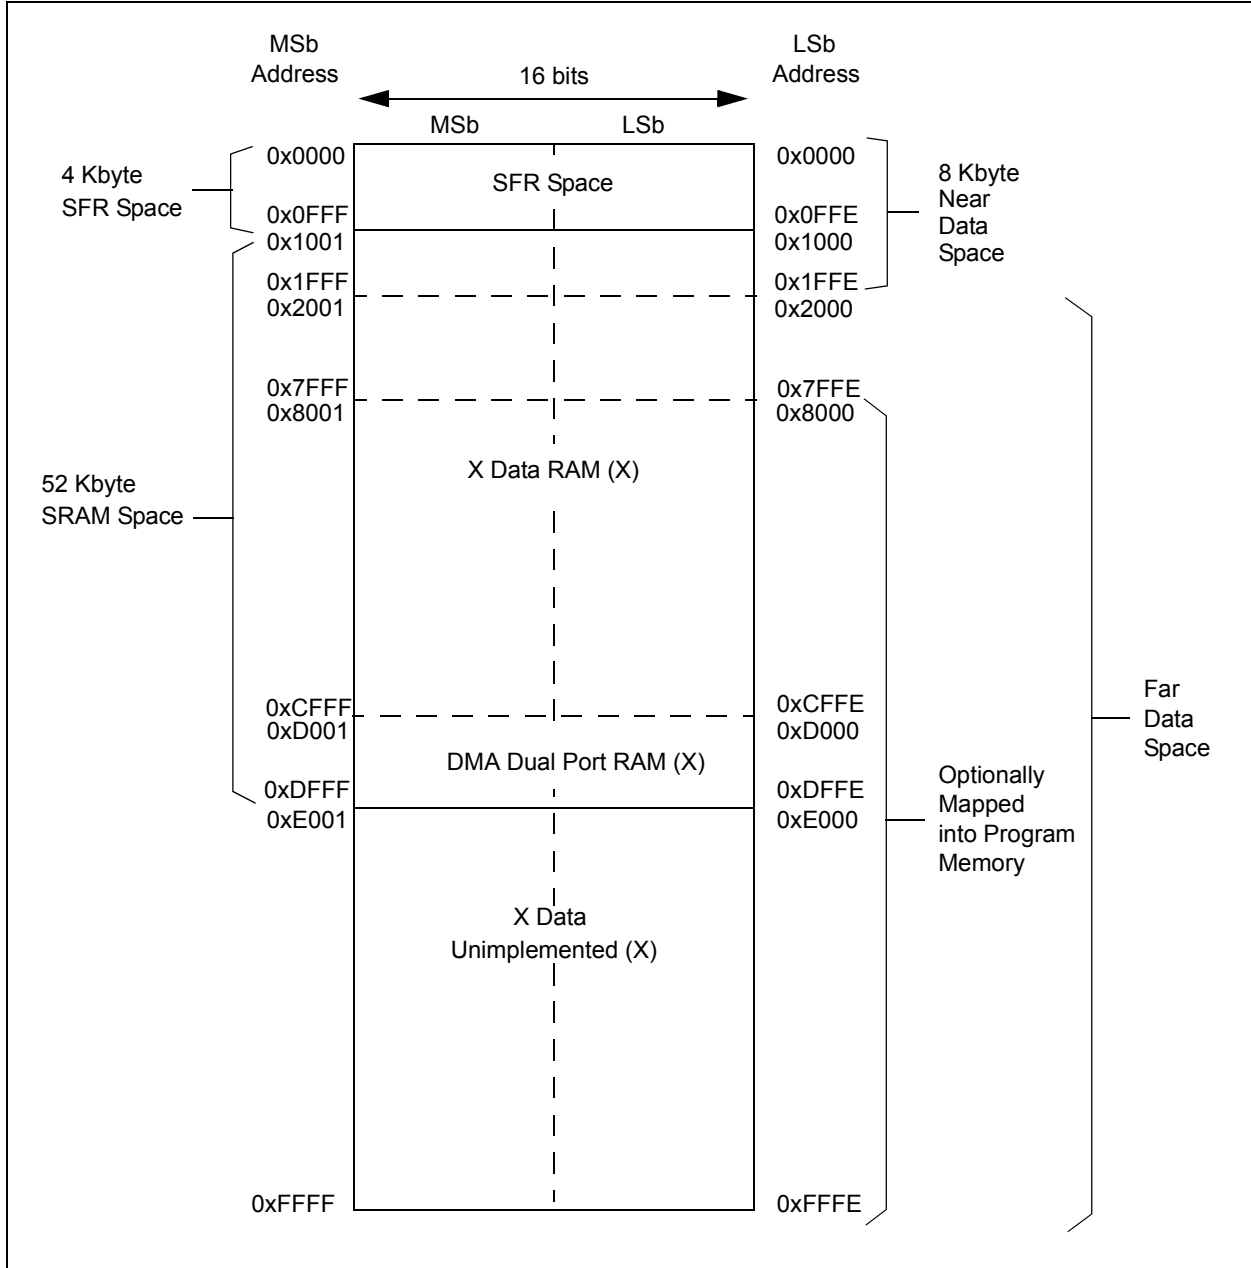 MSb
Address
LSb
Address
16 bits
MSb
LSb
0x0000
0x0000
4 Kbyte
SFR Space
SFR Space
8 Kbyte
Near
Data
Space
0x0FFF
0x0FFE
0x1001
0x1000
0x1FFF
0x1FFE
0x2001
0x2000
0x7FFF
0x7FFE
0x8001
0x8000
X Data RAM (X)
52 Kbyte
SRAM Space
0xCFFF
0xCFFE
0xD001
0xD000
Far
Data
Space
DMA Dual Port RAM (X)
0xDFFF
0xDFFE
0xE001
0xE000
Optionally
Mapped
into Program
Memory
X Data
Unimplemented (X)
0xFFFF
0xFFFE